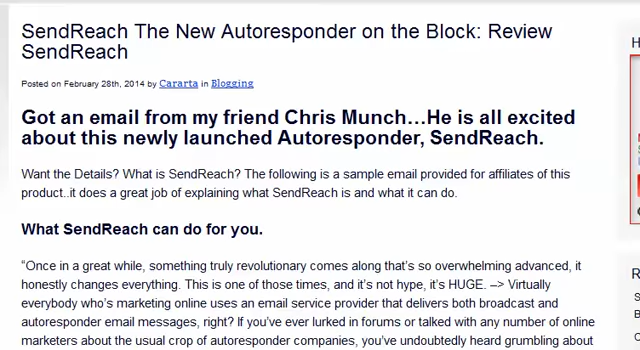 SendReach The New Autoresponder on the Block: Review
SendReach
Posted on February 28th, 2014 by Cararta in Blogging
Got an email from my friend Chris Munch…He is all excited
about this newly launched Autoresponder, SendReach.
Want the Details? What is SendReach? The following is a sample email provided for affiliates of this
product..it does a great job of explaining what SendReach is and what it can do.
What SendReach can do for you.
“Once in a great while, something truly revolutionary comes along that’s so overwhelming advanced, it
honestly changes everything. This is one of those times, and it’s not hype, it’s HUGE. –> Virtually
everybody who’s marketing online uses an email service provider that delivers both broadcast and
autoresponder email messages, right? If you’ve ever lurked in forums or talked with any number of online
marketers about the usual crop of autoresponder companies, you’ve undoubtedly heard grumbling about